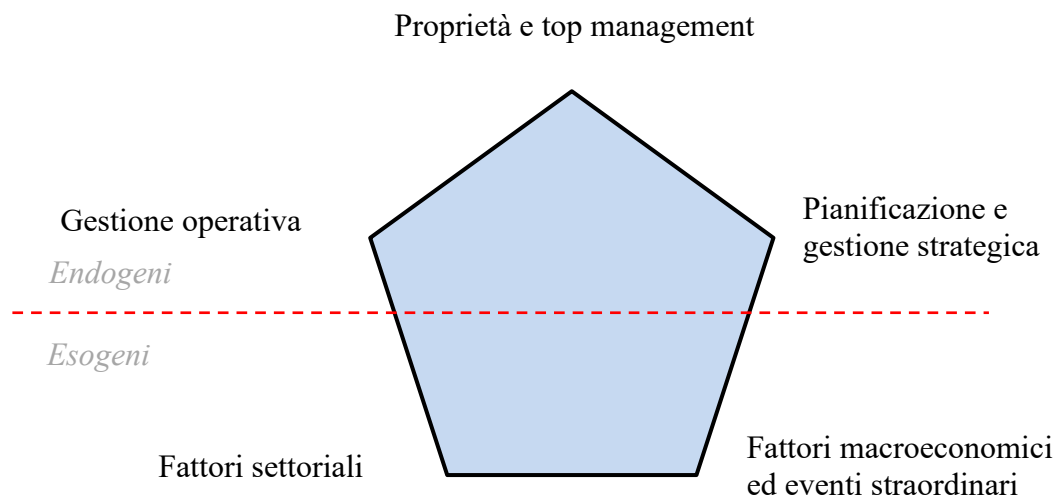 Proprietà e top management
Gestione operativa
Pianificazione e
gestione strategica
Endogeni
Esogeni
Fattori settoriali
Fattori macroeconomici
ed eventi straordinari